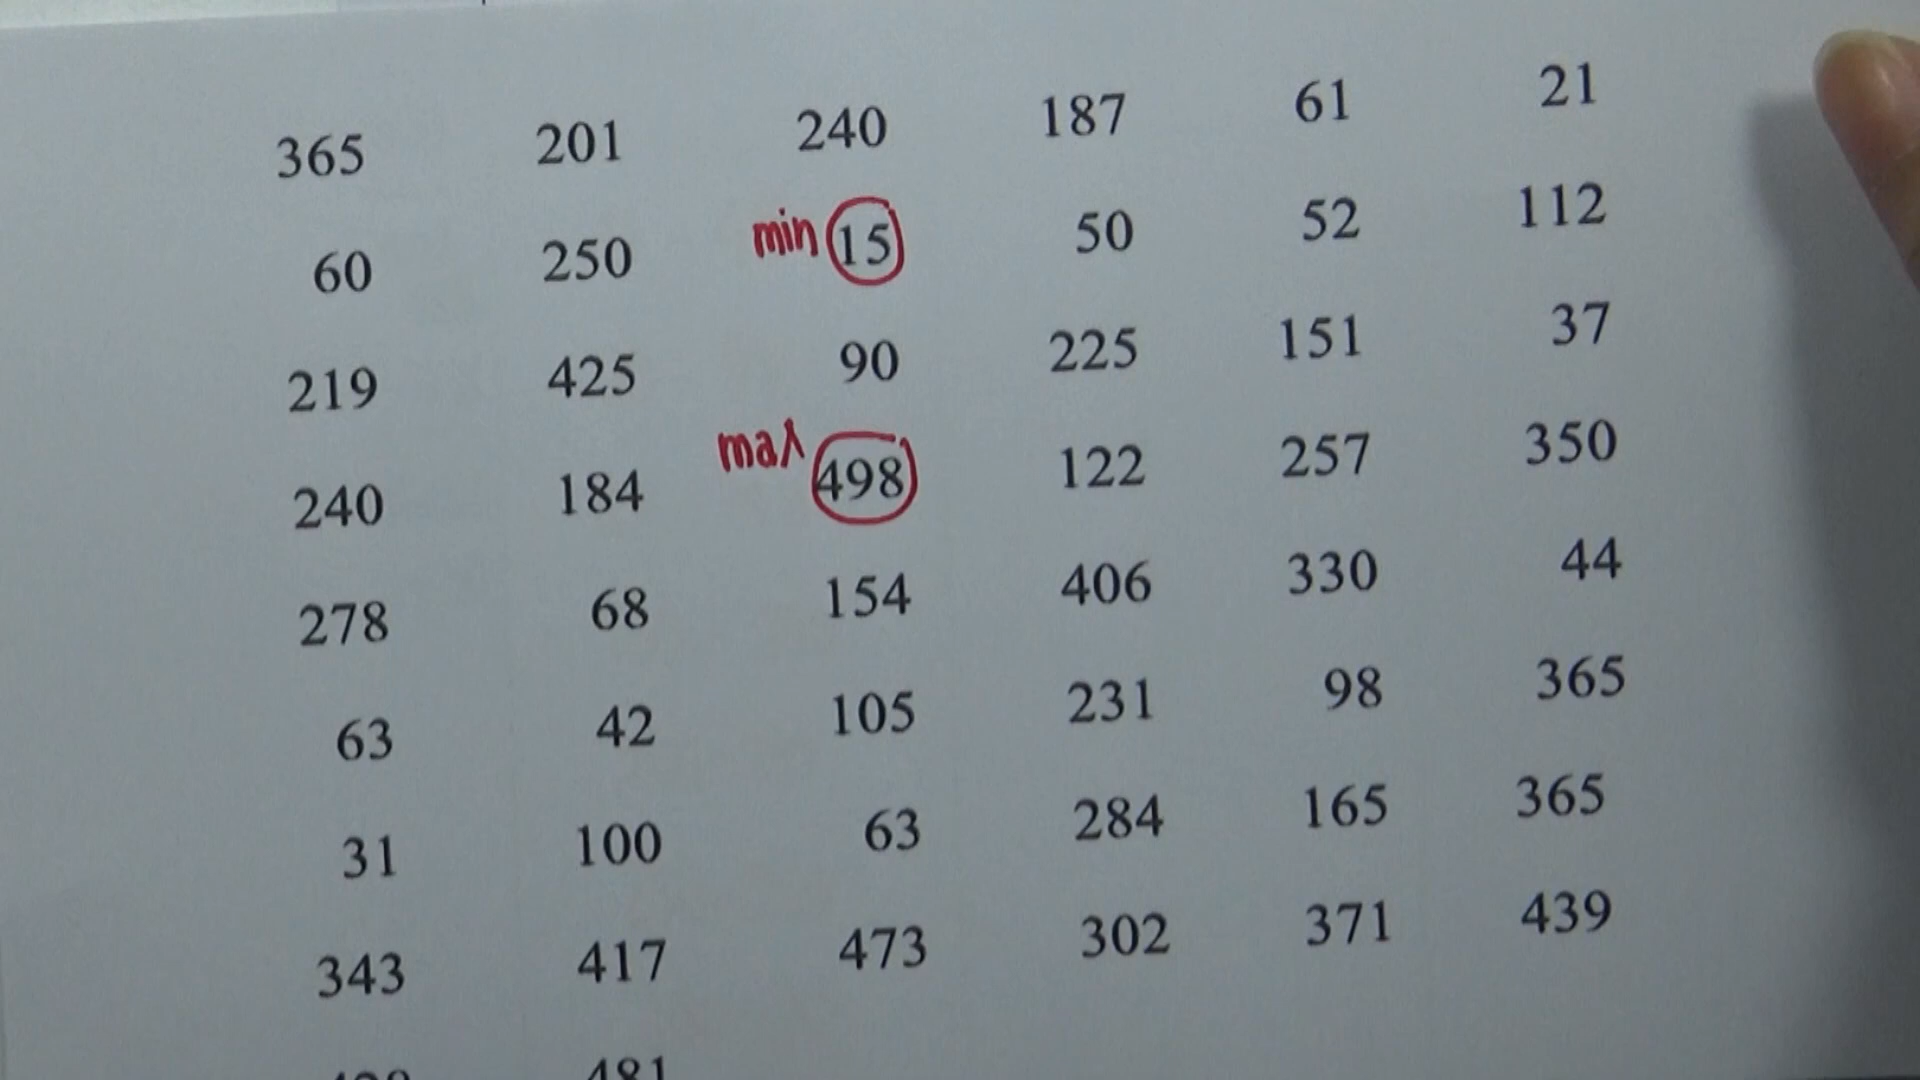 365 201 240 187 61 21
60 250 min 15 50 52 112
219 425 90 225 151 37
240 184 max 498 122 257 350
278 68 154 406 330 44
63 42 105 231 98 365
31 100 63 284 165 365
343 417 473 302 371 439
481